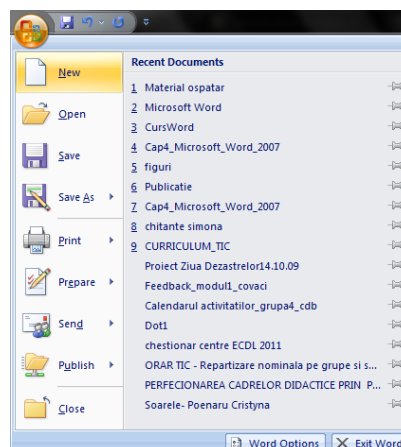 New
Open
Save
Save As
Print
Prepare
Send
Publish
Close
Recent Documents
1 Material ospatar
2 Microsoft Word
3 CursWord
4 Cap4_Microsoft_Word_2007
5 figuri
6 Publicatie
7 Cap4_Microsoft_Word_2007
8 chitante simona
9 CURRICULUM_TIC
Proiect Ziua Dezastrelor14.10.09
Feedback_modul1_covaci
Calendarul activitatilor_grupa4_cdb
Dot1
chestionar centre ECDL 2011
ORAR TIC - Repartizare nominala pe grupe si s...
PERFECTIONAREA CADRELOR DIDACTICE PRIN P...
Soarele- Poenaru Cristyna
Word Options
Exit Word